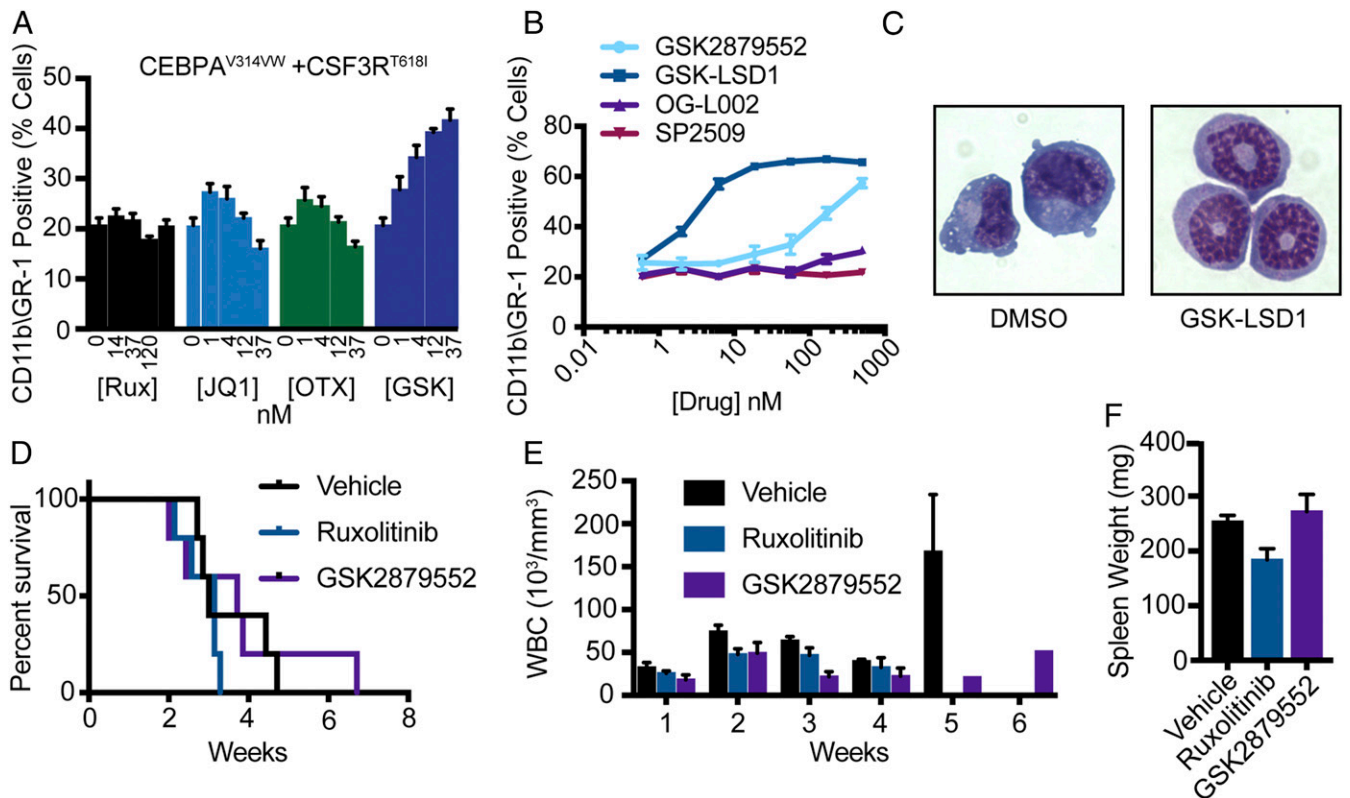 A
CEBPAV314VW +CSF3RT618I
CD11b\GR-1 Positive (% Cells)
50
40
30
20
10
0
0 4 14 37 120
0 1 4 12 37
0 1 4 12 37
0 1 4 12 37
[Rux] [JQ1] [OTX] [GSK]
nM
B
GSK2879552
GSK-LSD1
OG-L002
SP2509
CD11b\GR-1 Positive (% Cells)
80
60
40
20
0
0.01 1 10 100 1000
[Drug] nM
C
DMSO
GSK-LSD1
D
Vehicle
Ruxolitinib
GSK2879552
Percent survival
100
50
0
0 2 4 6 8
Weeks
E
Vehicle
Ruxolitinib
GSK2879552
WBC (10³/mm³)
250
200
150
100
50
0
1 2 3 4 5 6
Weeks
F
Spleen Weight (mg)
400
300
200
100
0
Vehicle
Ruxolitinib
GSK2879552